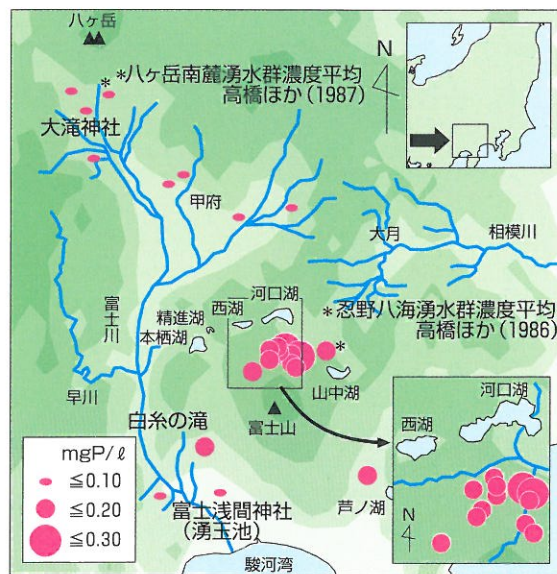 八ヶ岳
N
*
*八ヶ岳南麓湧水群濃度平均
高橋ほか(1987)
大滝神社
甲府
大月
相模川
富士川
西湖
河口湖
精進湖
本栖湖
*忍野八海湧水群濃度平均
高橋ほか(1986)
*
山中湖
早川
白糸の滝
富士山
河口湖
西湖
mgP/ℓ
≦0.10
≦0.20
≦0.30
富士浅間神社
(湧玉池)
芦ノ湖
N
駿河湾